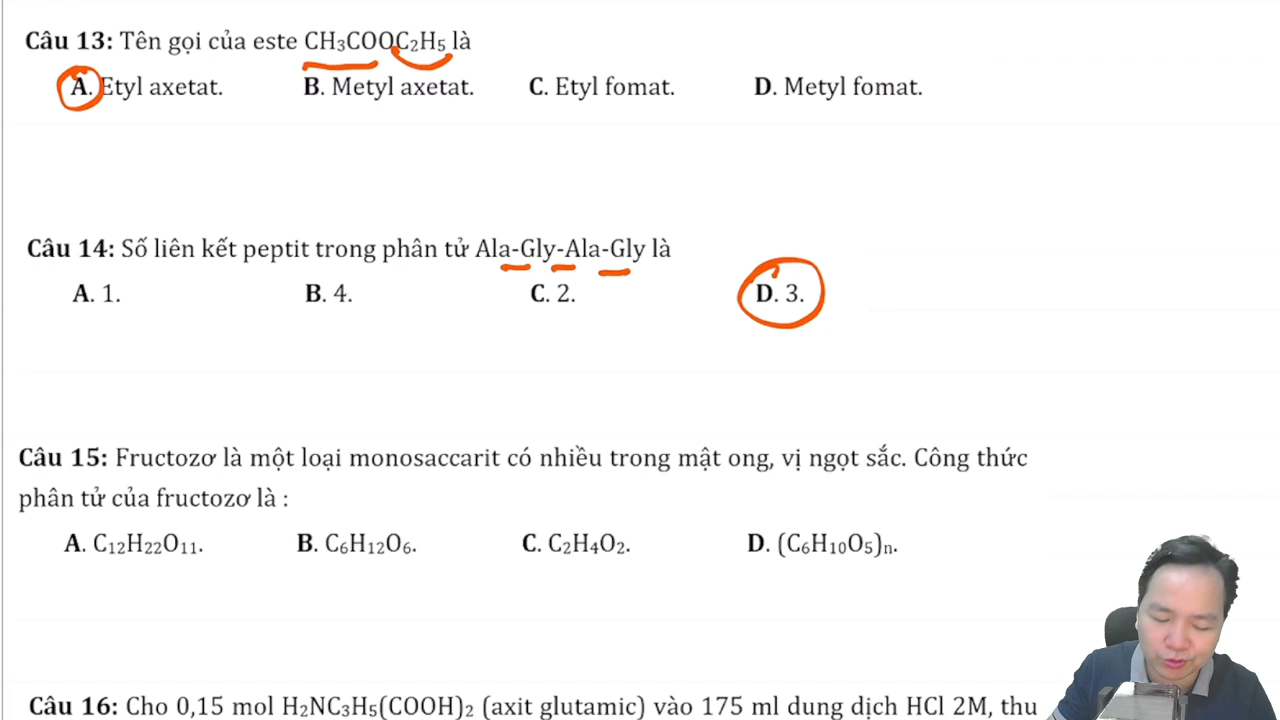 Câu 13: Tên gọi của este CH₃COOC₂H₅ là
A. Etyl axetat. B. Metyl axetat. C. Etyl fomat. D. Metyl fomat.
Câu 14: Số liên kết peptit trong phân tử Ala-Gly-Ala-Gly là
A. 1. B. 4. C. 2. D. 3.
Câu 15: Fructozơ là một loại monosaccarit có nhiều trong mật ong, vị ngọt sắc. Công thức
phân tử của fructozơ là :
A. C₁₂H₂₂O₁₁. B. C₆H₁₂O₆. C. C₂H₄O₂. D. (C₆H₁₀O₅)ₙ.
Câu 16: Cho 0,15 mol H₂NC₃H₅(COOH)₂ (axit glutamic) vào 175 ml dung dịch HCl 2M, thu